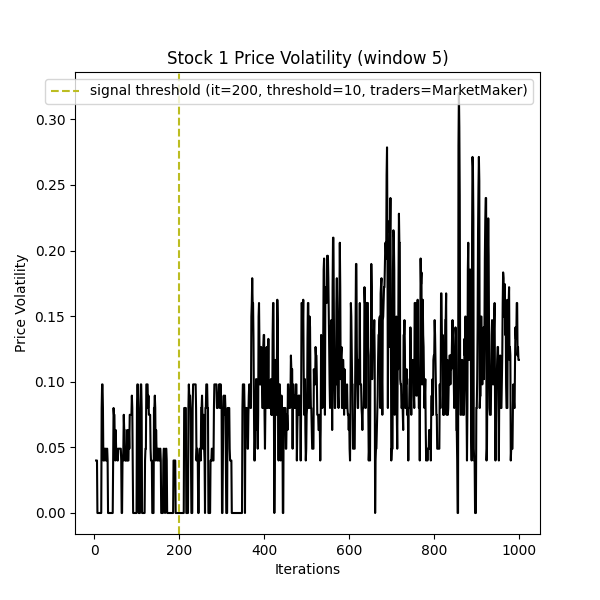 Stock 1 Price Volatility (window 5)
signal threshold (it=200, threshold=10, traders=MarketMaker)
0.30
0.25
0.20
0.15
0.10
0.05
0.00
Price Volatility
0 200 400 600 800 1000
Iterations